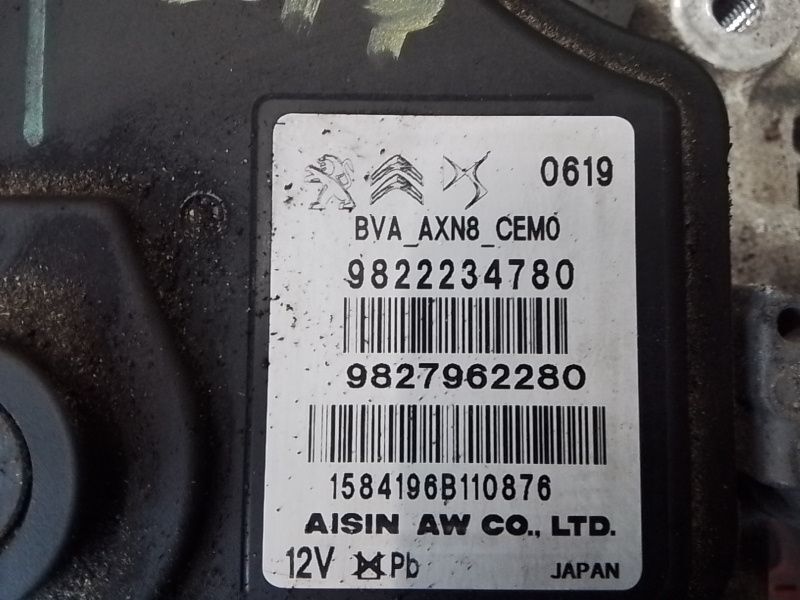 0619
BVA_AXN8_CEM0
9822234780
9827962280
1584196B110876
AISIN AW CO., LTD.
12V Pb JAPAN